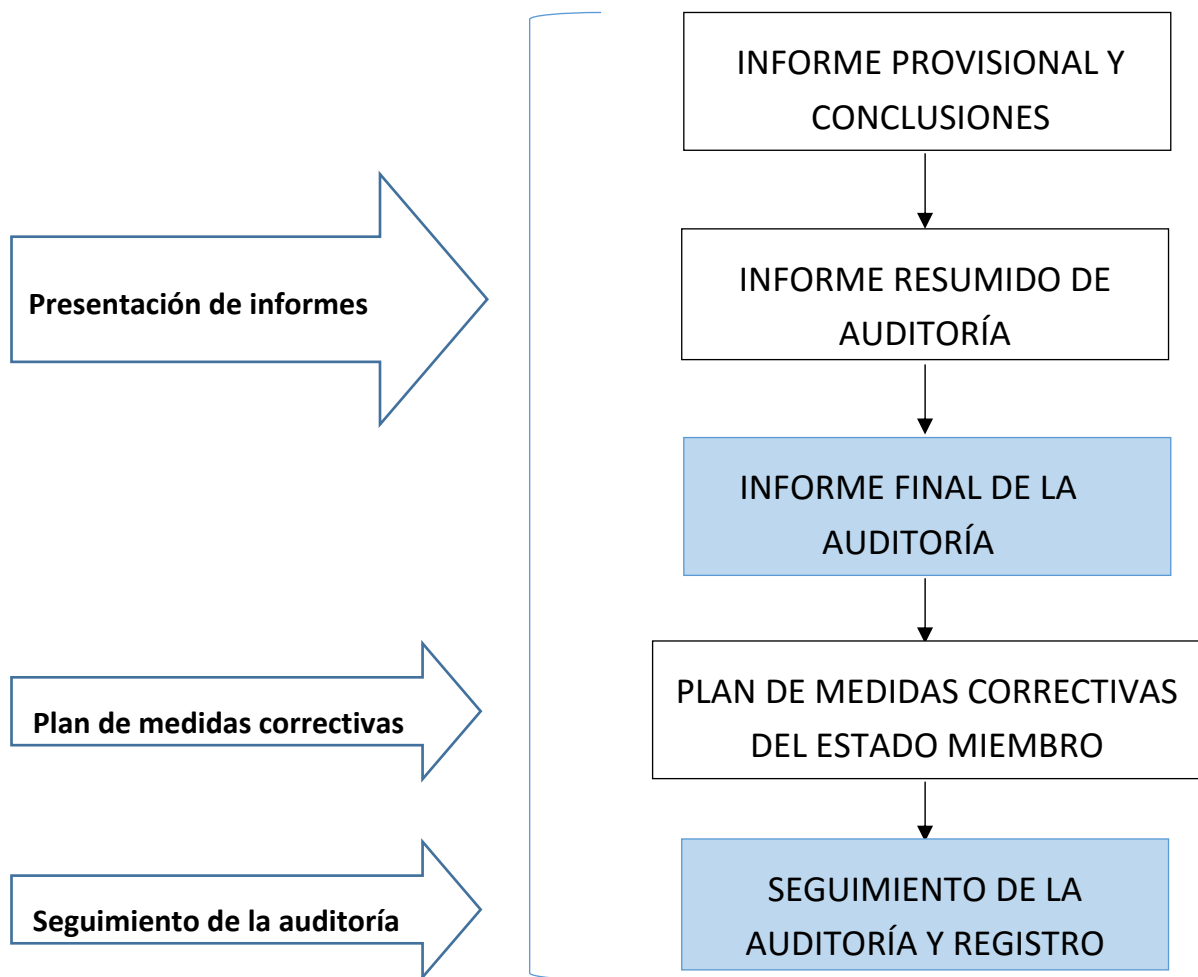 INFORME PROVISIONAL Y
CONCLUSIONES
Presentación de informes
INFORME RESUMIDO DE
AUDITORÍA
INFORME FINAL DE LA
AUDITORÍA
Plan de medidas correctivas
PLAN DE MEDIDAS CORRECTIVAS
DEL ESTADO MIEMBRO
Seguimiento de la auditoría
SEGUIMIENTO DE LA
AUDITORÍA Y REGISTRO